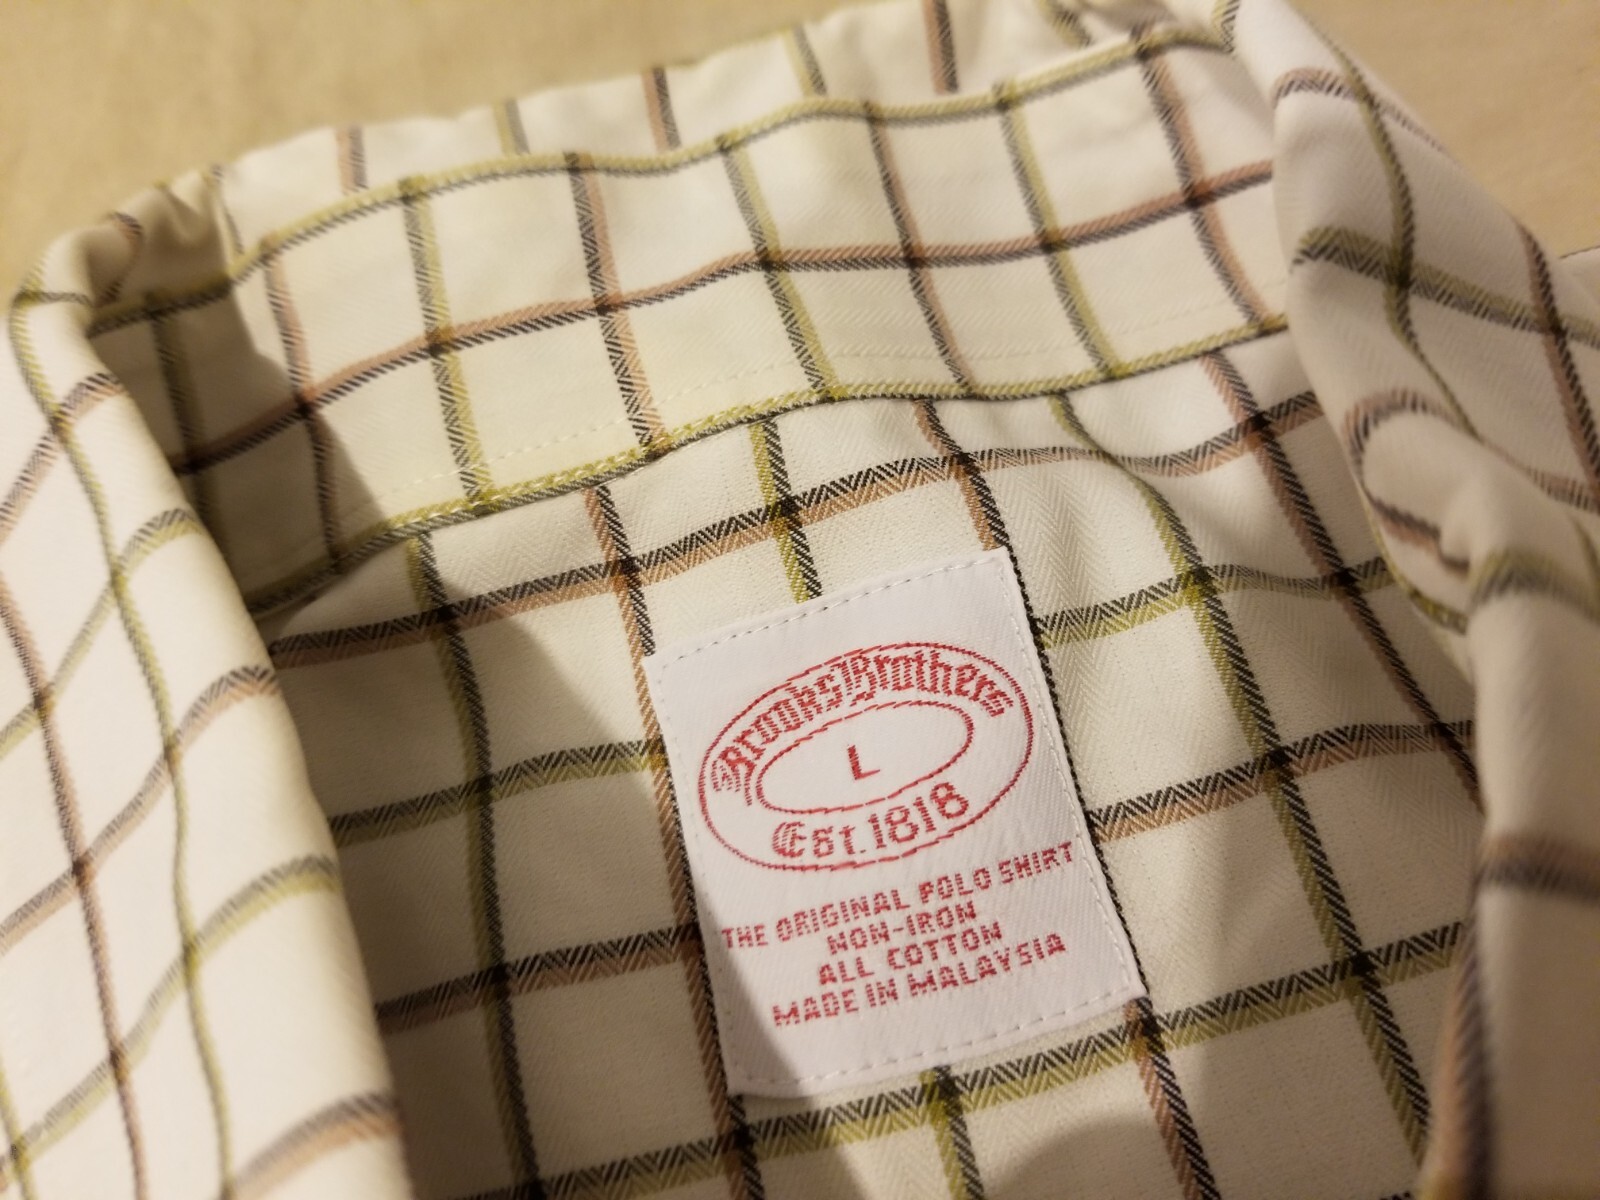 Brooks Brothers
L
Est. 1818
THE ORIGINAL POLO SHIRT
NON-IRON
ALL COTTON
MADE IN MALAYSIA